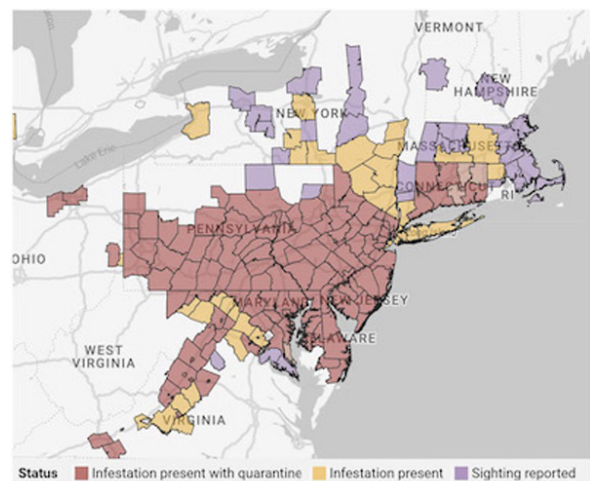 VERMONT
NEW
HAMPSHIRE
NEW YORK
MASSACHUSETTS
Lake Erie
CONNECTICUT
RI
PENNSYLVANIA
OHIO
MARYLAND
NEW JERSEY
DELAWARE
WEST
VIRGINIA
VIRGINIA
Status Infestation present with quarantine Infestation present Sighting reported